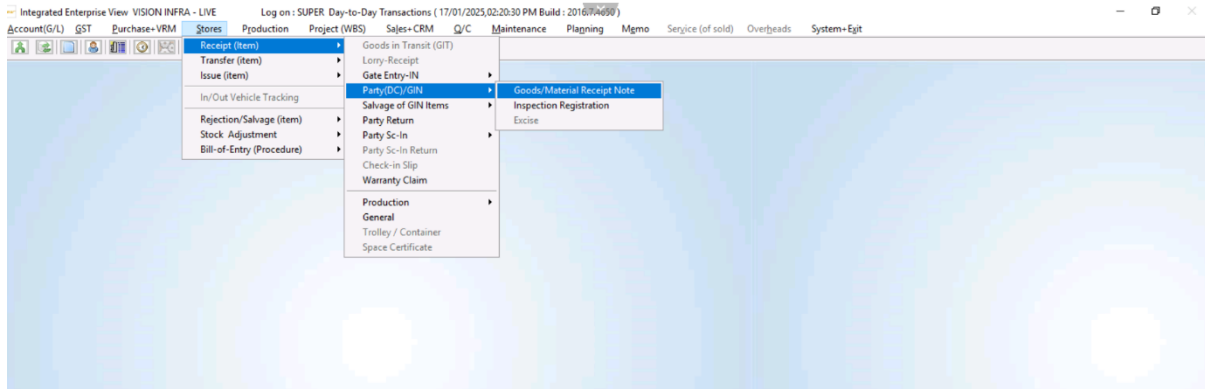 Integrated Enterprise View VISION INFRA - LIVE Log on : SUPER Day-to-Day Transactions ( 17/01/2025,02:20:30 PM Build : 2016.7.4650 )
Account(G/L) GST Purchase+VRM Stores Production Project (WBS) Sales+CRM Q/C Maintenance Planning Memo Service (of sold) Overheads System+Exit
Receipt (Item)
Transfer (item)
Issue (item)
In/Out Vehicle Tracking
Rejection/Salvage (item)
Stock Adjustment
Bill-of-Entry (Procedure)
Goods in Transit (GIT)
Lorry-Receipt
Gate Entry-IN
Party(DC)/GIN
Salvage of GIN Items
Party Return
Party Sc-In
Party Sc-In Return
Check-in Slip
Warranty Claim
Production
General
Trolley / Container
Space Certificate
Goods/Material Receipt Note
Inspection Registration
Excise